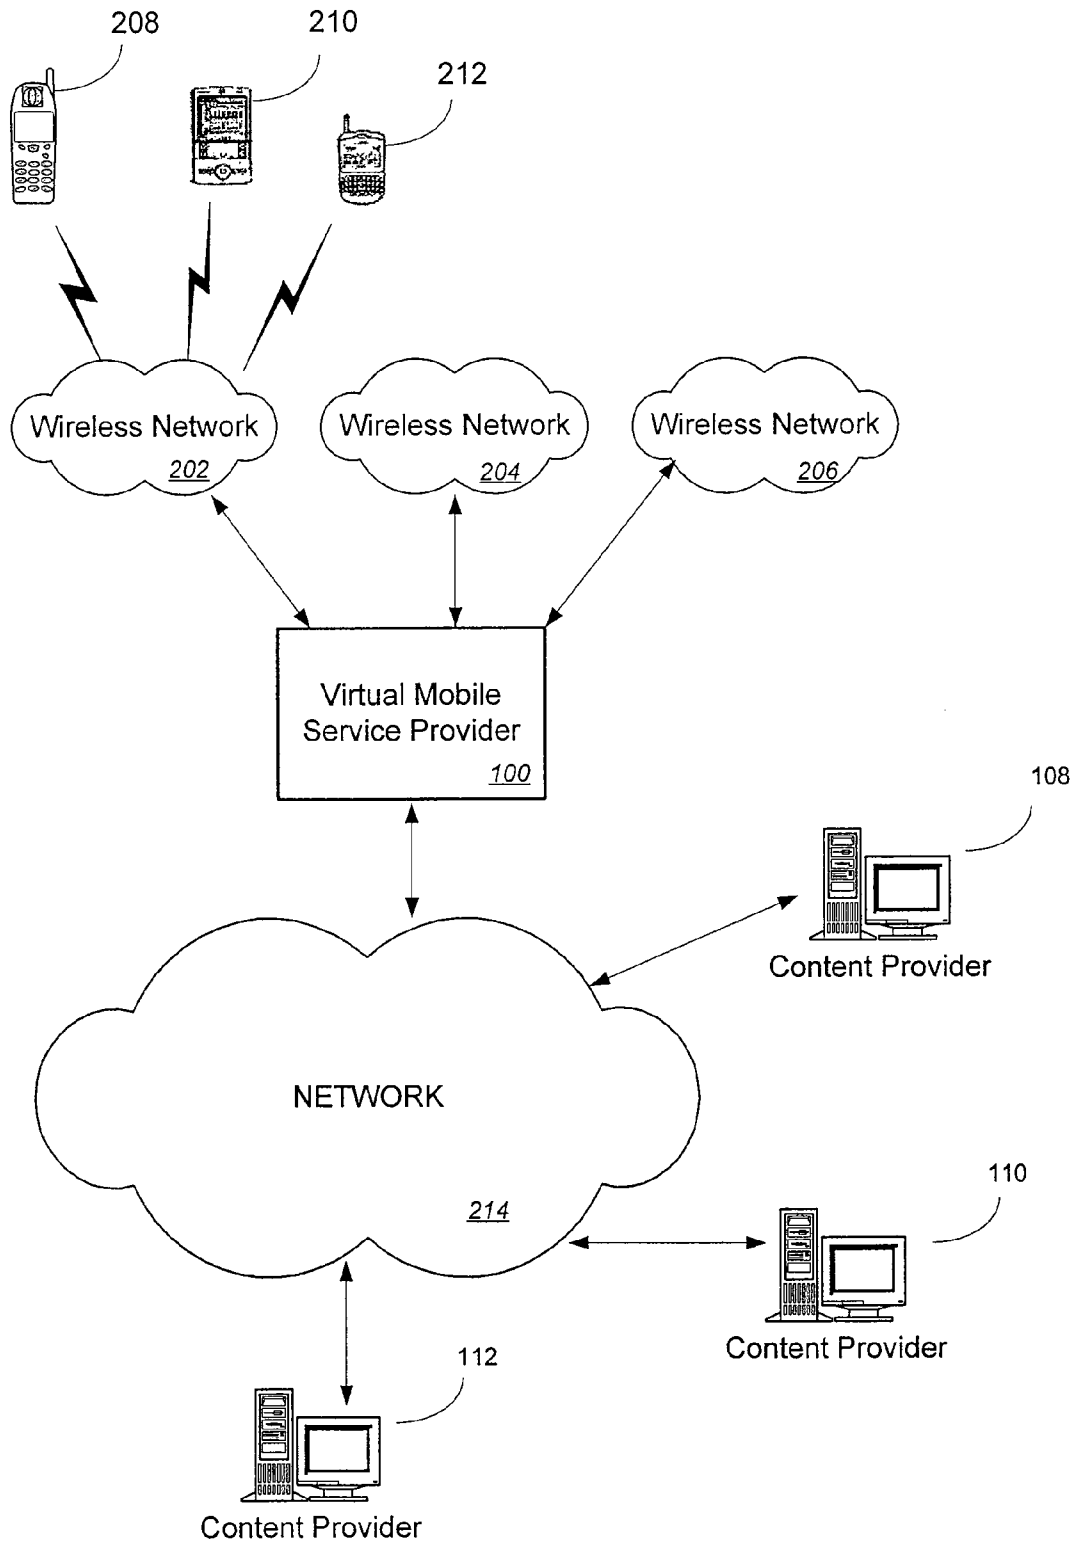 208
210
212
Wireless Network
202
Wireless Network
204
Wireless Network
206
Virtual Mobile
Service Provider
100
108
Content Provider
NETWORK
214
110
Content Provider
112
Content Provider